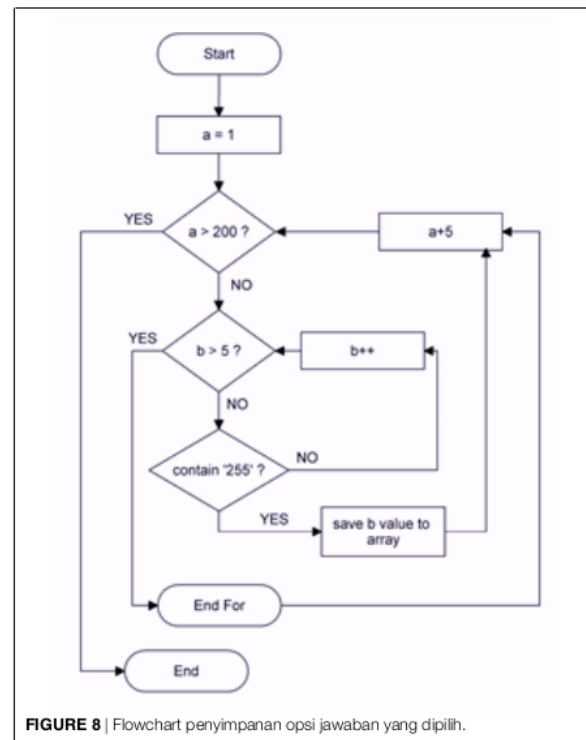 Start
a = 1
a > 200 ?
YES
a+5
NO
b > 5 ?
YES
b++
NO
contain '255' ?
NO
YES
save b value to
array
End For
End
FIGURE 8 | Flowchart penyimpanan opsi jawaban yang dipilih.